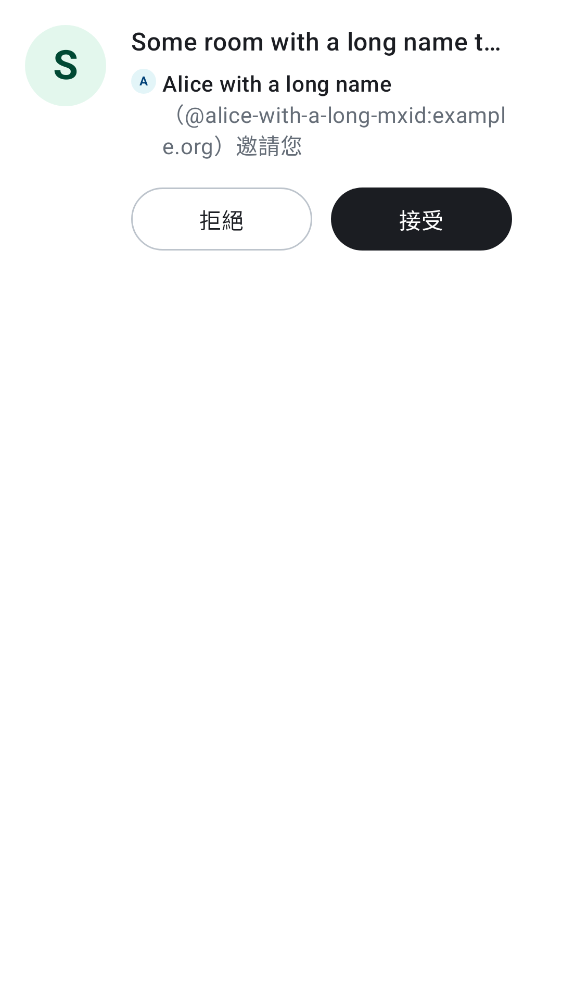 S
Some room with a long name t…
A
Alice with a long name
（@alice-with-a-long-mxid:exampl
e.org）邀請您
拒絕
接受